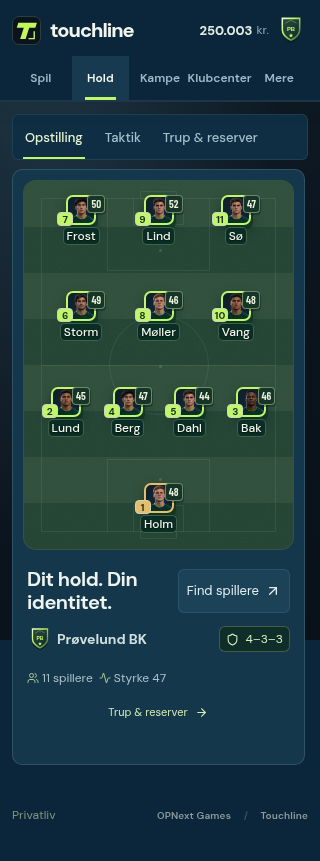 touchline
250.003 kr.
PB
Spil Hold Kampe Klubcenter Mere
Opstilling Taktik Trup & reserver
50 52 47
7 9 11
Frost Lind Sø
49 46 48
6 8 10
Storm Møller Vang
45 47 44 46
2 4 5 3
Lund Berg Dahl Bak
48
1
Holm
Dit hold. Din
identitet.
Find spillere
PB
Prøvelund BK
4–3–3
11 spillere Styrke 47
Trup & reserver
Privatliv OPNext Games / Touchline